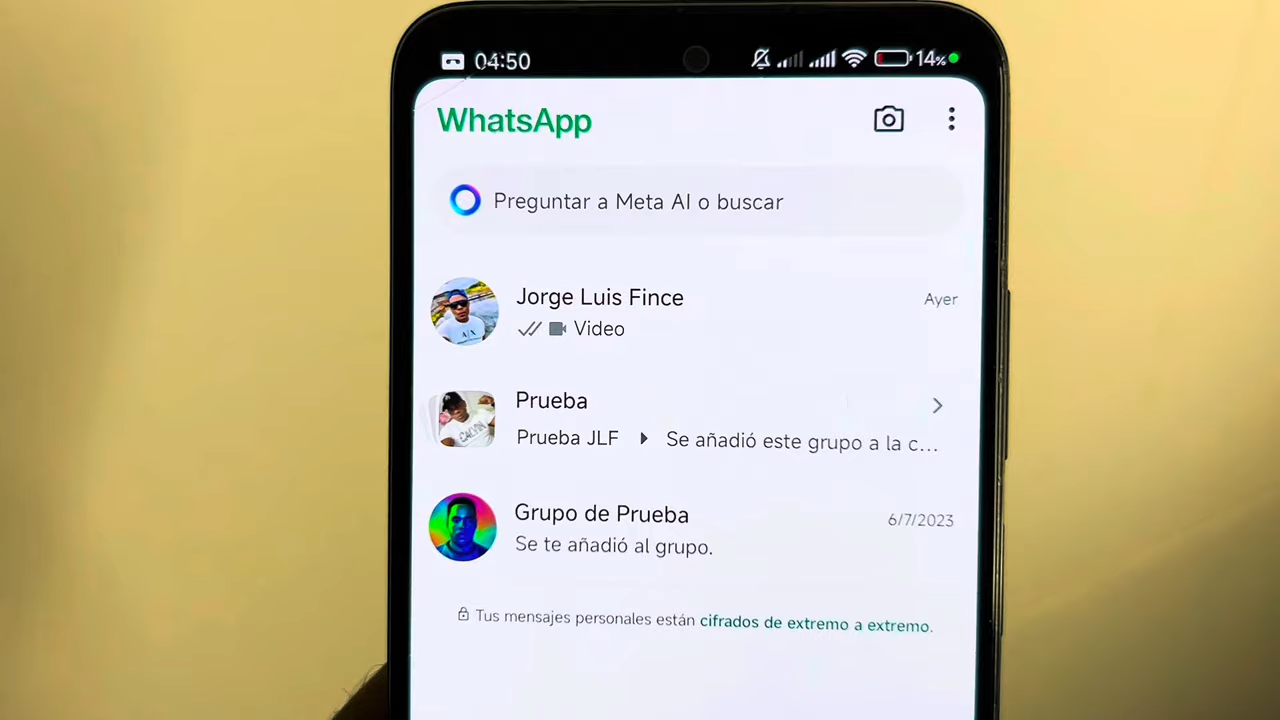 04:50
14%
WhatsApp
Preguntar a Meta AI o buscar
Jorge Luis Fince
Ayer
Video
Prueba
Prueba JLF
Se añadió este grupo a la c...
Grupo de Prueba
6/7/2023
Se te añadió al grupo.
Tus mensajes personales están cifrados de extremo a extremo.